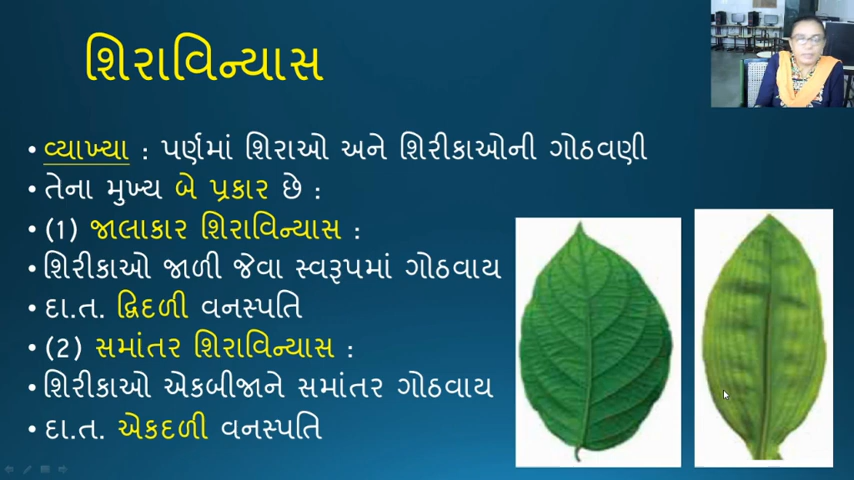 શિરાવિન્યાસ
• વ્યાખ્યા : પર્ણમાં શિરાઓ અને શિરીકાઓની ગોઠવણી
• તેના મુખ્ય બે પ્રકાર છે :
• (1) જાલાકાર શિરાવિન્યાસ :
• શિરીકાઓ જાળી જેવા સ્વરૂપમાં ગોઠવાય
• દા.ત. દ્વિદળી વનસ્પતિ
• (2) સમાંતર શિરાવિન્યાસ :
• શિરીકાઓ એકબીજાને સમાંતર ગોઠવાય
• દા.ત. એકદળી વનસ્પતિ